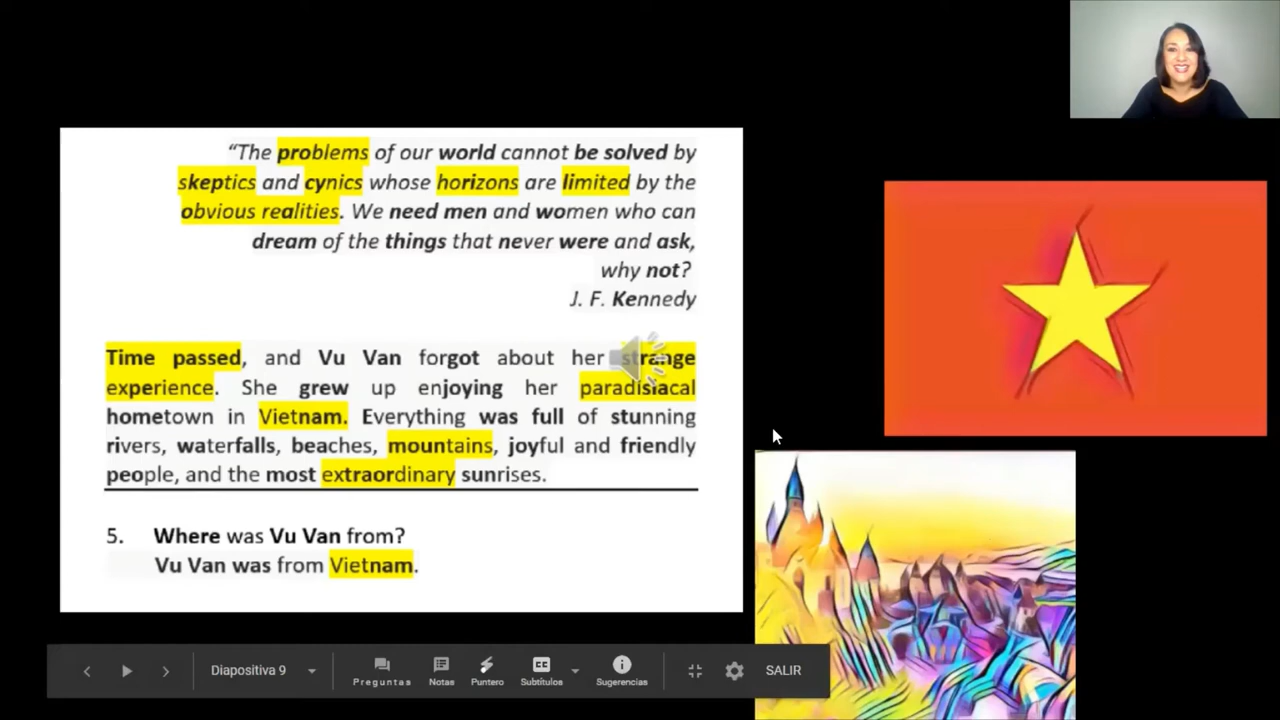 “The problems of our world cannot be solved by
skeptics and cynics whose horizons are limited by the
obvious realities. We need men and women who can
dream of the things that never were and ask,
why not?
J. F. Kennedy
Time passed, and Vu Van forgot about her strange
experience. She grew up enjoying her paradisiacal
hometown in Vietnam. Everything was full of stunning
rivers, waterfalls, beaches, mountains, joyful and friendly
people, and the most extraordinary sunrises.
5. Where was Vu Van from?
Vu Van was from Vietnam.
Diapositiva 9
Preguntas
Notas
Puntero
CC
Subtítulos
Sugerencias
SALIR